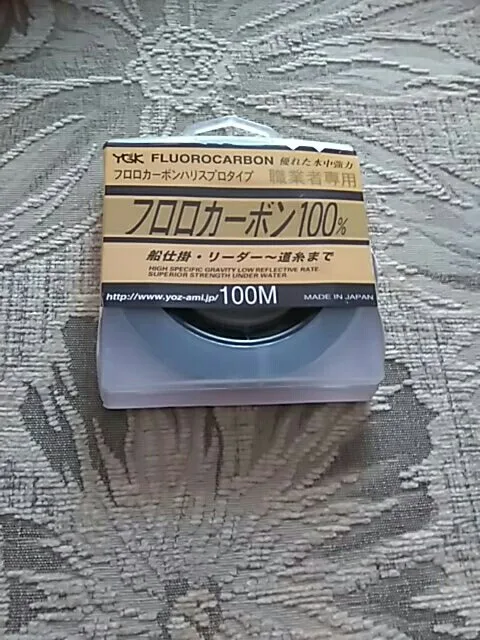 YGK FLUOROCARBON 優れた水中強力
フロロカーボンハリスプロタイプ 職業者専用
フロロカーボン100%
船仕掛・リーダー〜道糸まで
HIGH SPECIFIC GRAVITY LOW REFLECTIVE RATE
SUPERIOR STRENGTH UNDER WATER
http://www.yoz-ami.jp/ 100M MADE IN JAPAN